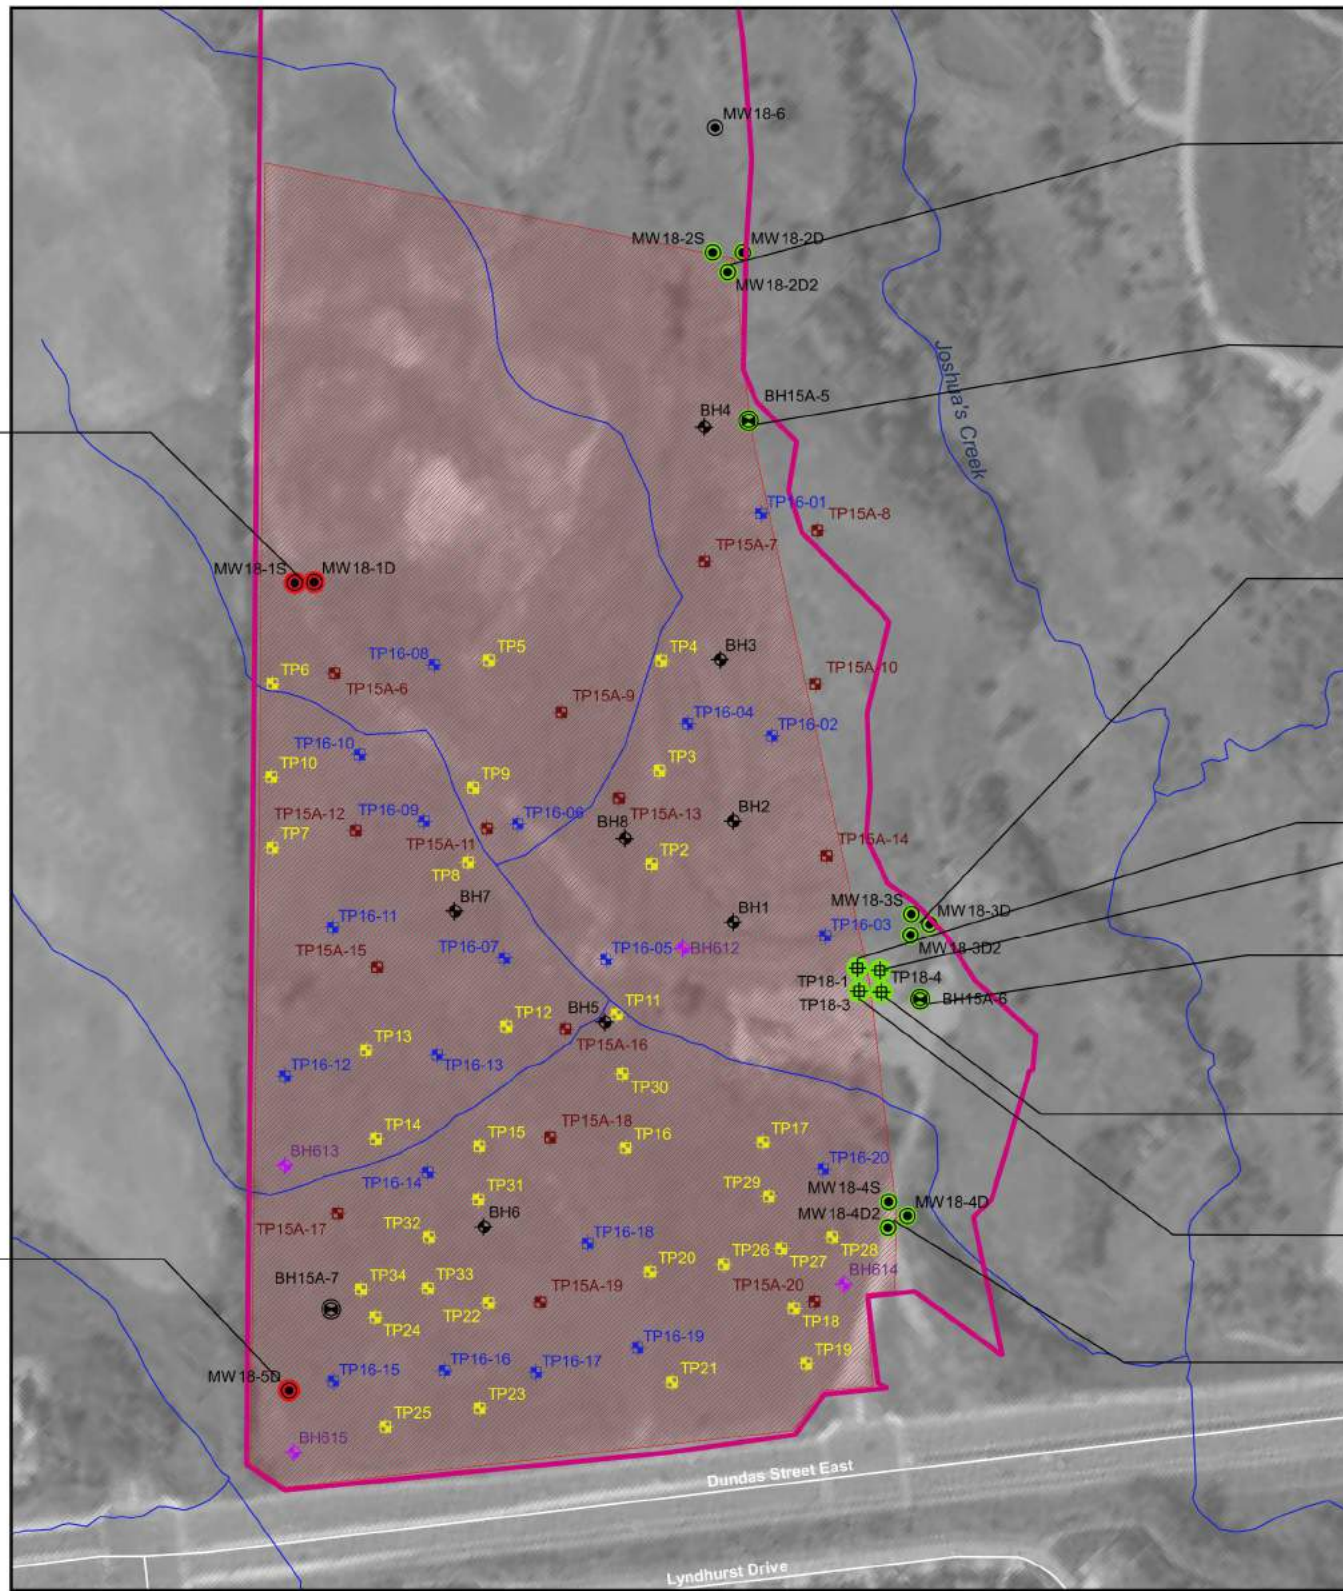 MW18-6
MW18-2S
MW18-2D
MW18-2D2
Joshua's Creek
BH15A-5
BH4
TP16-01
TP15A-8
TP15A-7
MW18-1S
MW18-1D
TP16-08
TP5
TP4
BH3
TP6
TP15A-6
TP15A-10
TP15A-9
TP16-04
TP16-02
TP16-10
TP3
TP10
TP9
TP15A-12
TP16-09
TP16-06
TP15A-13
BH2
TP7
TP15A-11
BH8
TP15A-14
TP8
TP2
BH7
BH1
MW18-3S
MW18-3D
TP16-11
TP16-03
TP15A-15
TP16-07
TP16-05
BH612
MW18-3D2
TP18-1
TP18-4
TP18-3
BH15A-6
BH5
TP11
TP12
TP15A-16
TP13
TP16-12
TP16-13
TP30
TP14
TP15
TP15A-18
TP16
TP17
BH613
TP16-14
TP16-20
TP31
TP29
MW18-4S
MW18-4D
TP15A-17
TP32
BH6
MW18-4D2
TP16-18
BH15A-7
TP34
TP33
TP20
TP26
TP27
TP28
BH614
TP22
TP15A-19
TP15A-20
TP24
TP18
TP16-19
MW18-5D
TP16-15
TP16-16
TP16-17
TP21
TP19
TP23
TP25
BH615
Dundas Street East
Lyndhurst Drive